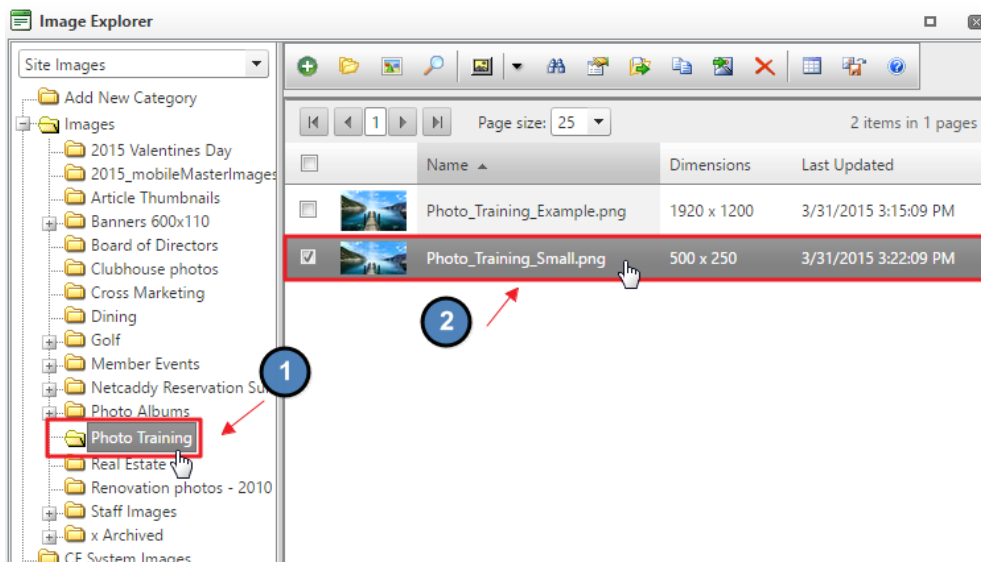 Image Explorer
Site Images
Add New Category
Images
2015 Valentines Day
2015_mobileMasterImages
Article Thumbnails
Banners 600x110
Board of Directors
Clubhouse photos
Cross Marketing
Dining
Golf
Member Events
Netcaddy Reservation
Photo Albums
Photo Training
Real Estate
Renovation photos - 2010
Staff Images
x Archived
CE System Images
1
1
Page size: 25
2 items in 1 pages
Name
Dimensions
Last Updated
Photo_Training_Example.png
1920 x 1200
3/31/2015 3:15:09 PM
Photo_Training_Small.png
500 x 250
3/31/2015 3:22:09 PM
2